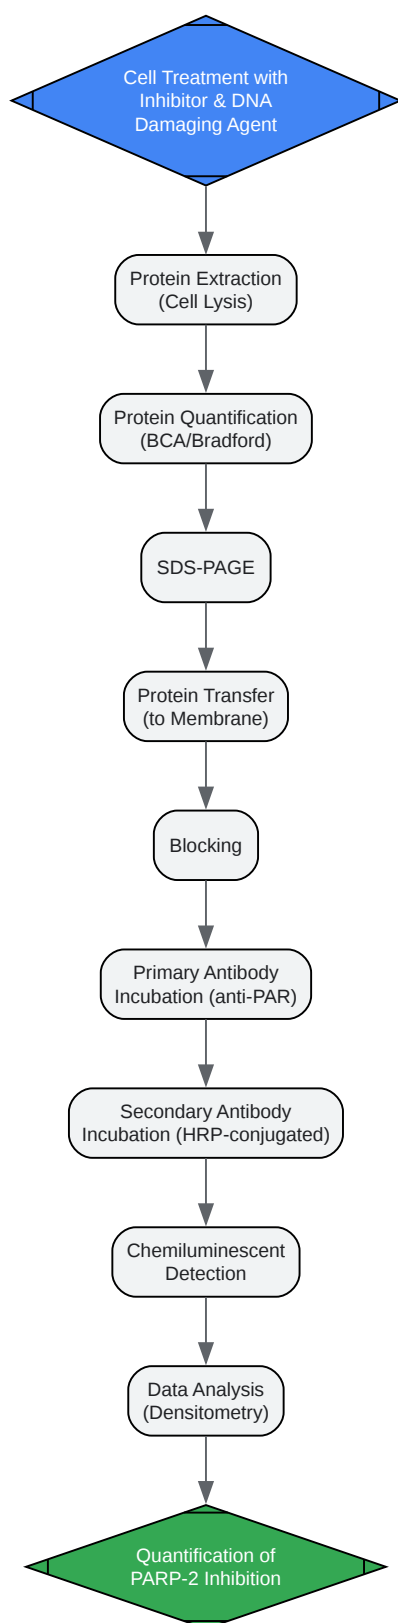 Cell Treatment with
Inhibitor & DNA
Damaging Agent
Protein Extraction
(Cell Lysis)
Protein Quantification
(BCA/Bradford)
SDS-PAGE
Protein Transfer
(to Membrane)
Blocking
Primary Antibody
Incubation (anti-PAR)
Secondary Antibody
Incubation (HRP-conjugated)
Chemiluminescent
Detection
Data Analysis
(Densitometry)
Quantification of
PARP-2 Inhibition